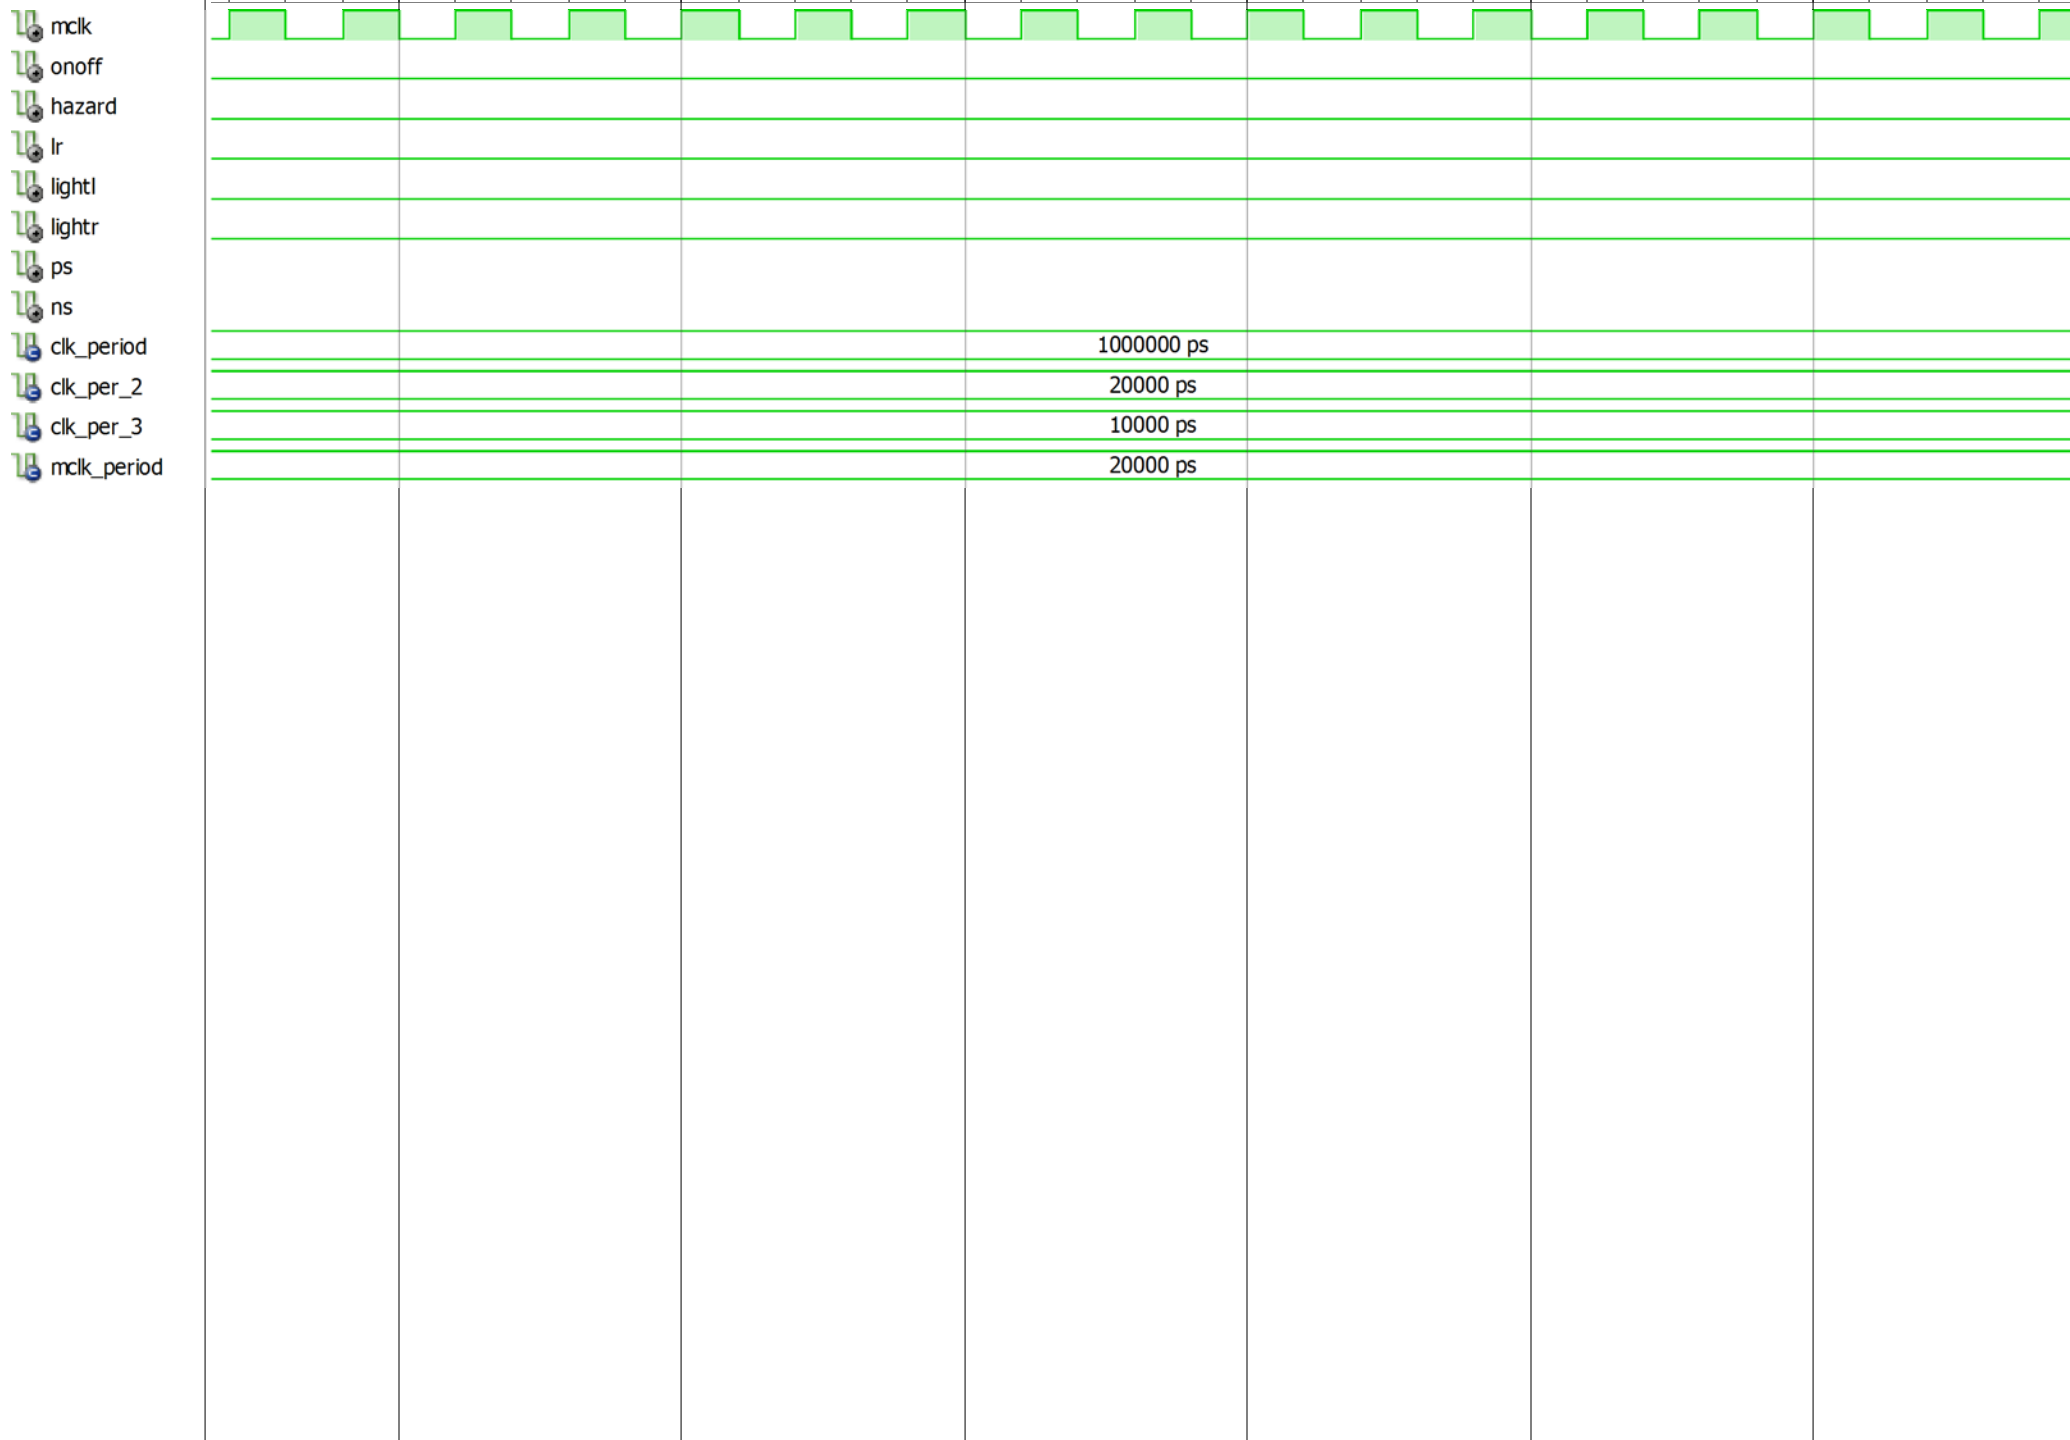 mclk
onoff
hazard
lr
lightl
lightr
ps
ns
clk_period 1000000 ps
clk_per_2 20000 ps
clk_per_3 10000 ps
mclk_period 20000 ps